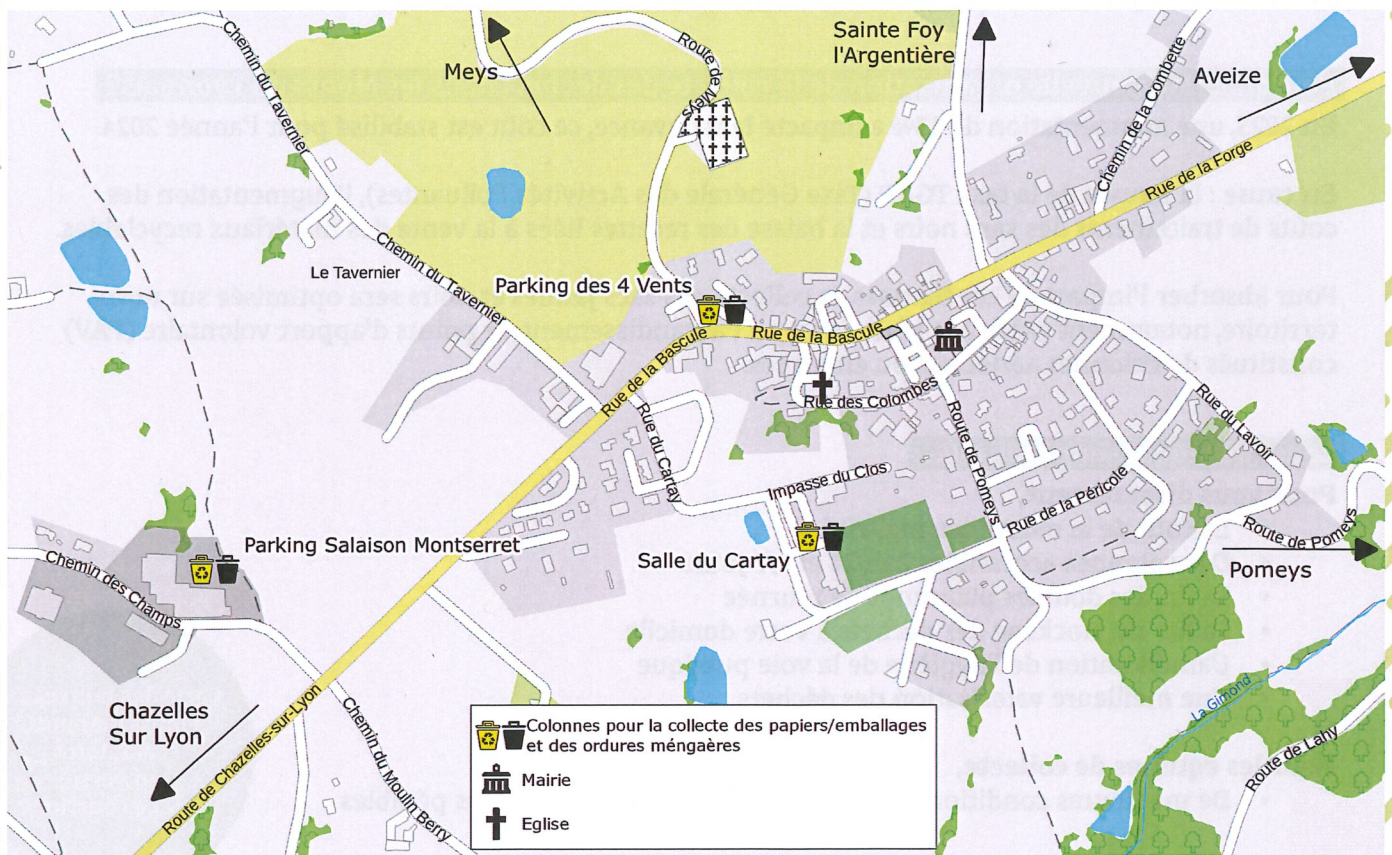 Meys
Route de Meys
Sainte Foy
l'Argentière
Aveize
Chemin de la Combette
Rue de la Forge
Chemin du Tavernier
Le Tavernier
Chemin du Tavernier
Parking des 4 Vents
Rue de la Bascule
Rue de la Bascule
Rue des Colombes
Rue du Cartay
Impasse du Clos
Route de Pomeys
Rue du Lavoir
Rue de la Péricole
Route de Pomeys
Pomeys
Parking Salaison Montserret
Salle du Cartay
Chemin des Champs
Chazelles
Sur Lyon
Route de Chazelles-sur-Lyon
Chemin du Moulin Berry
La Gimond
Route de Lahy
Colonnes pour la collecte des papiers/emballages
et des ordures méngaères
Mairie
Eglise